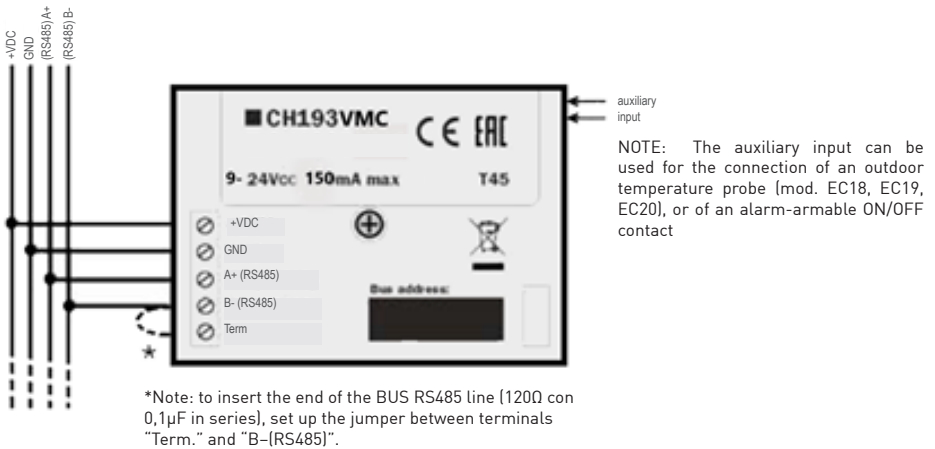 +VDC
GND
(RS485) A+
(RS485) B-
CH193VMC
CE EAC
9- 24Vcc 150mA max T45
+VDC
GND
A+ (RS485)
B- (RS485)
Term
Bus address:
*
auxiliary
input
NOTE: The auxiliary input can be
used for the connection of an outdoor
temperature probe (mod. EC18, EC19,
EC20), or of an alarm-armable ON/OFF
contact
*Note: to insert the end of the BUS RS485 line (120Ω con
0,1µF in series), set up the jumper between terminals
"Term." and "B–(RS485)".